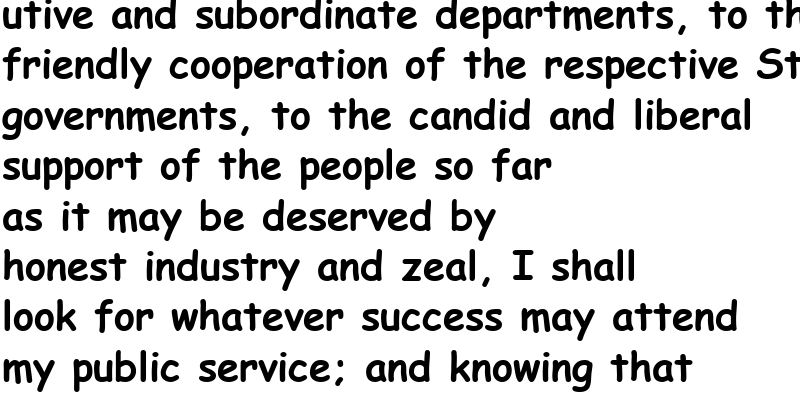 utive and subordinate departments, to th
friendly cooperation of the respective St
governments, to the candid and liberal
support of the people so far
as it may be deserved by
honest industry and zeal, I shall
look for whatever success may attend
my public service; and knowing that